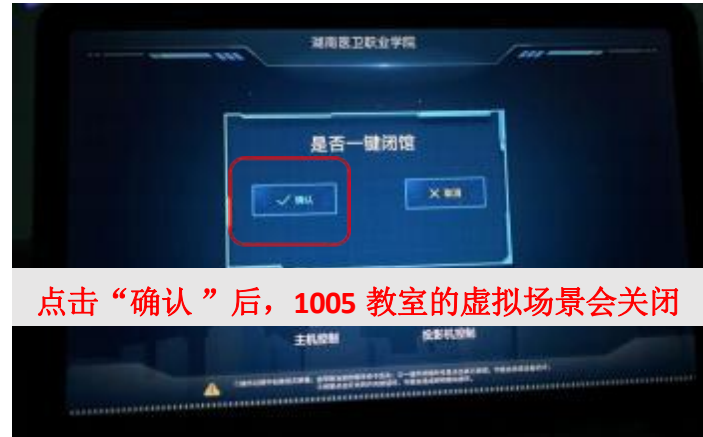 湖南医卫职业学院
是否一键闭馆
✓ 确认
× 取消
点击“确认 ”后，1005 教室的虚拟场景会关闭
主机控制
投影机控制